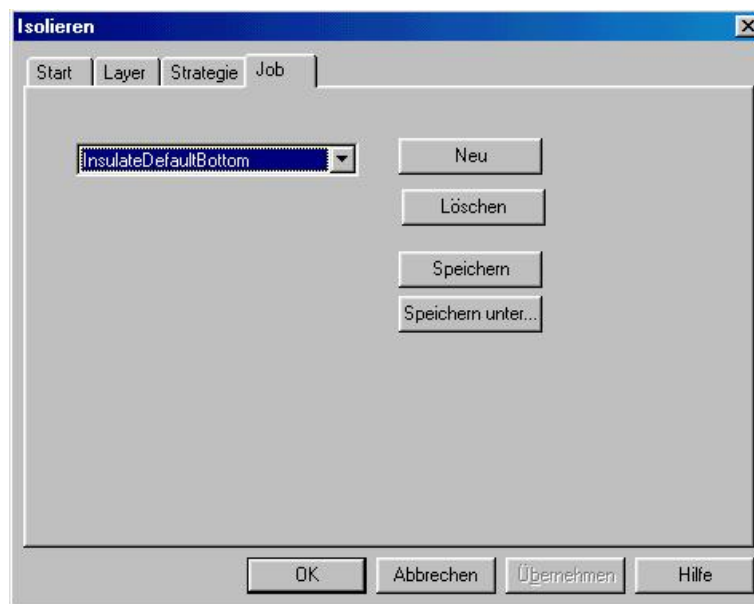 Isolieren
Start Layer Strategie Job
InsulateDefaultBottom
Neu
Löschen
Speichern
Speichern unter...
OK Abbrechen Übernehmen Hilfe